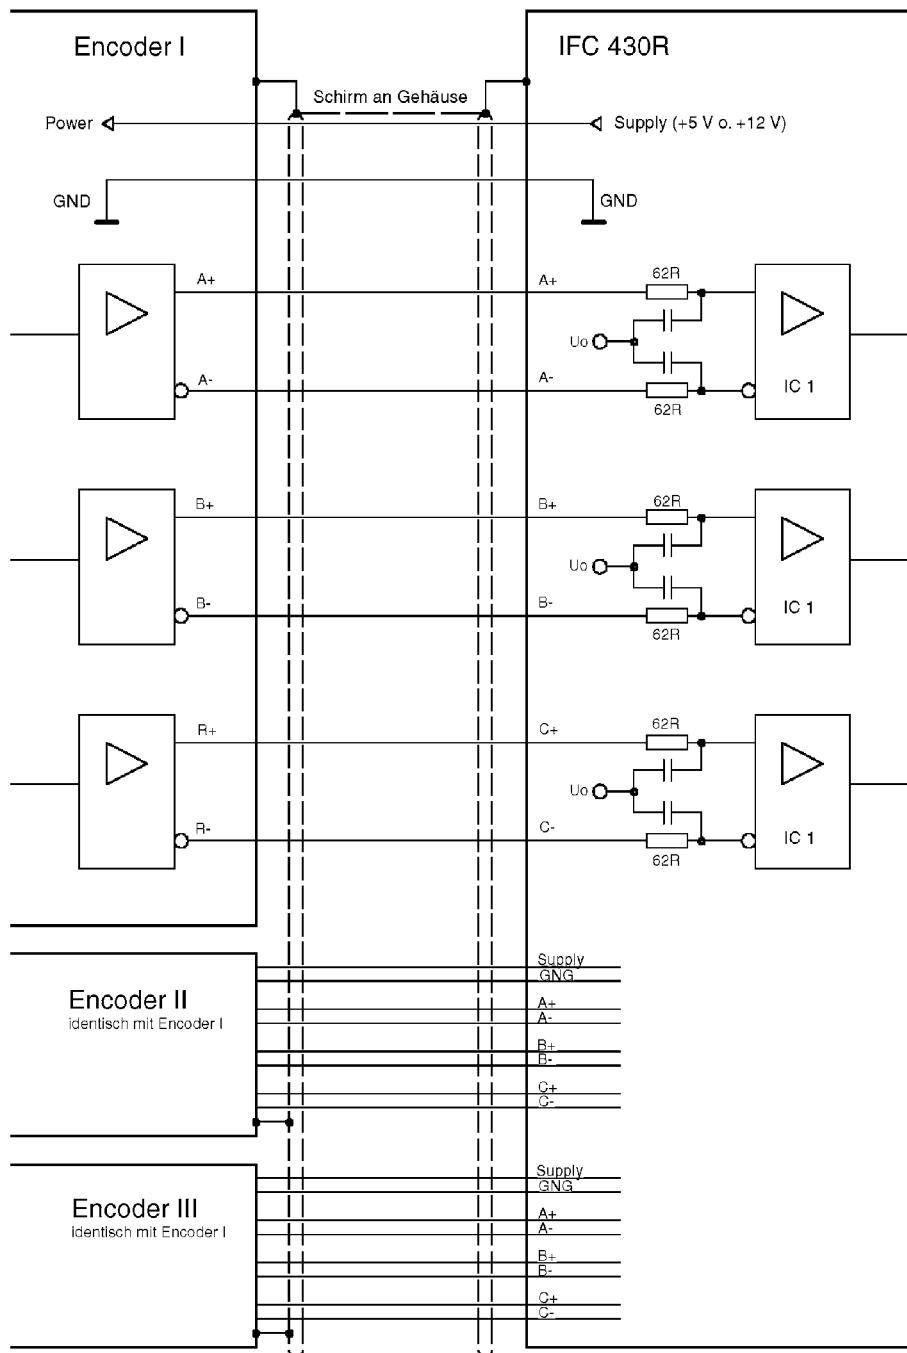 Encoder I
IFC 430R
Schirm an Gehäuse
Power
Supply (+5 V o. +12 V)
GND
GND
A+
A+
62R
Uo
A-
A-
IC 1
62R
B+
B+
62R
Uo
B-
B-
IC 1
62R
R+
C+
62R
Uo
R-
C-
IC 1
62R
Encoder II
identisch mit Encoder I
Supply
GNG
A+
A-
B+
B-
C+
C-
Encoder III
identisch mit Encoder I
Supply
GNG
A+
A-
B+
B-
C+
C-